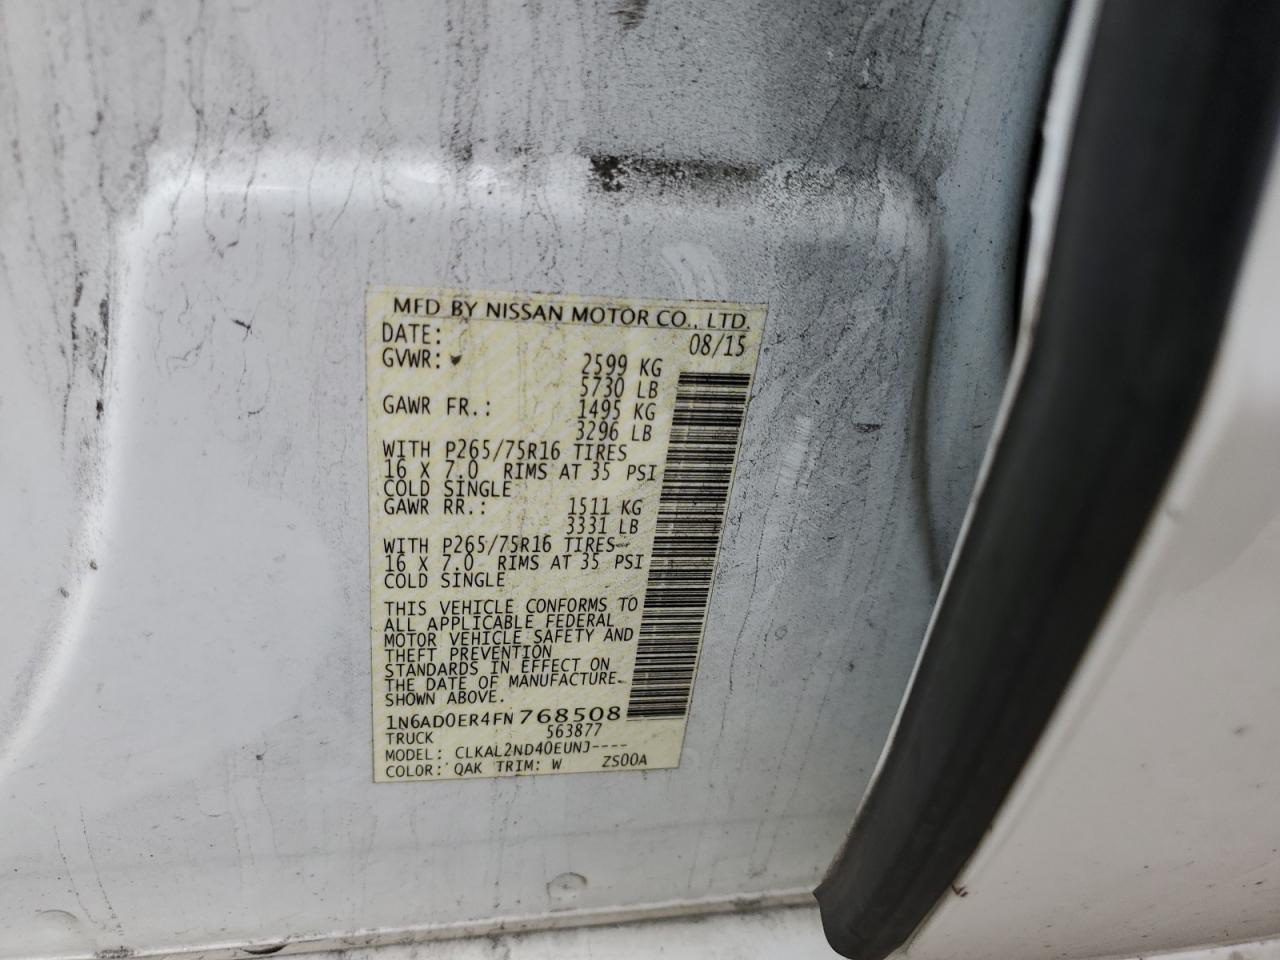 MFD BY NISSAN MOTOR CO., LTD.
DATE: 08/15
GVWR: 2599 KG
5730 LB
GAWR FR.: 1495 KG
3296 LB
WITH P265/75R16 TIRES
16 X 7.0 RIMS AT 35 PSI
COLD SINGLE
GAWR RR.: 1511 KG
3331 LB
WITH P265/75R16 TIRES
16 X 7.0 RIMS AT 35 PSI
COLD SINGLE
THIS VEHICLE CONFORMS TO
ALL APPLICABLE FEDERAL
MOTOR VEHICLE SAFETY AND
THEFT PREVENTION
STANDARDS IN EFFECT ON
THE DATE OF MANUFACTURE
SHOWN ABOVE.
1N6AD0ER4FN768508
TRUCK 563877
MODEL: CLKAL2ND40EUNJ----
COLOR: QAK TRIM: W ZS00A